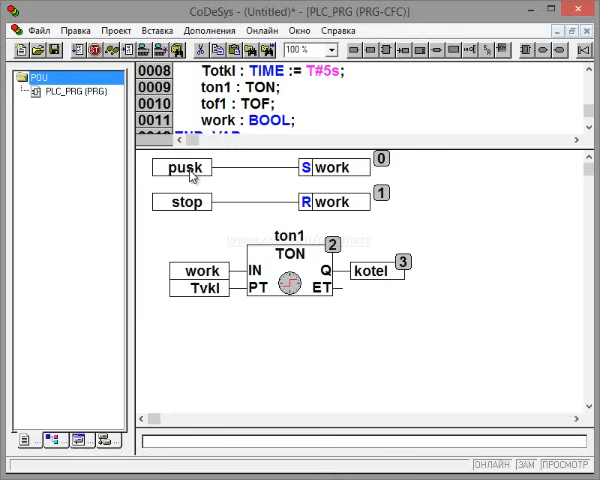 CoDeSys - (Untitled)* - [PLC_PRG (PRG-CFC)]
Файл Правка Проект Вставка Дополнения Онлайн Окно Справка
100 %
POU
PLC_PRG (PRG)
0008 Totkl : TIME := T#5s;
0009 ton1 : TON;
0010 tof1 : TOF;
0011 work : BOOL;
pusk S work 0
stop R work 1
ton1
TON 2
work IN Q kotel 3
Tvkl PT ET
ОНЛАЙН ЗАМ ПРОСМОТР